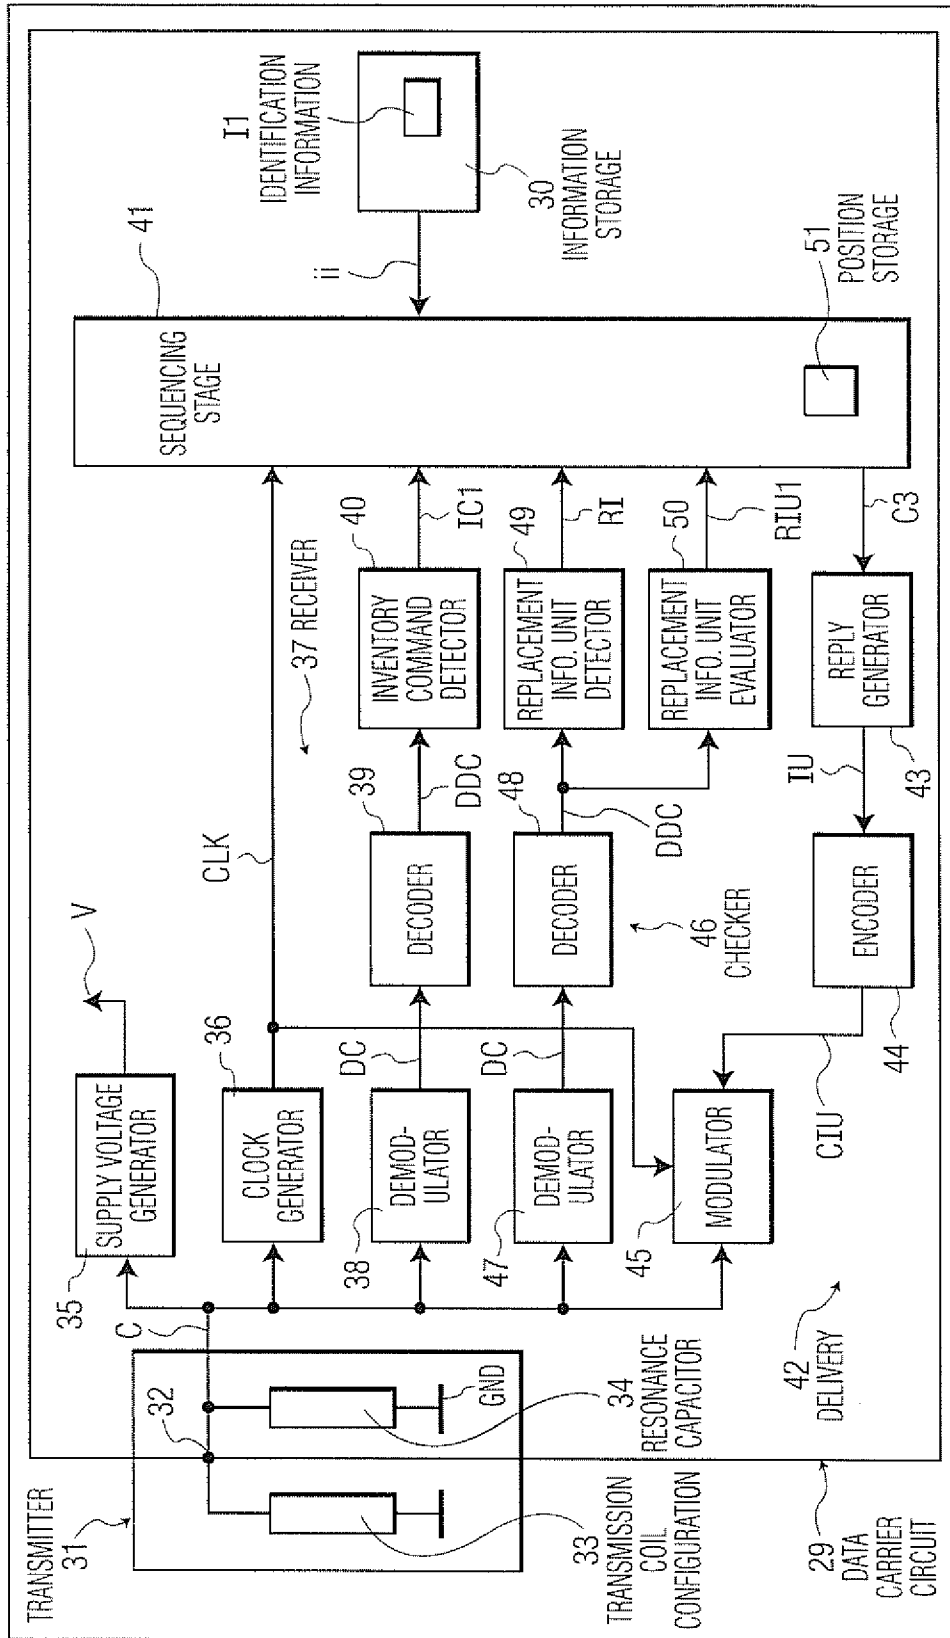 TRANSMITTER
31
32
C
33
TRANSMISSION
COIL
CONFIGURATION
34
RESONANCE
CAPACITOR
GND
29
DATA
CARRIER
CIRCUIT
35
SUPPLY VOLTAGE
GENERATOR
V
36
CLOCK
GENERATOR
CLK
37 RECEIVER
38
DEMOD-
ULATOR
DC
39
DECODER
DDC
40
INVENTORY
COMMAND
DETECTOR
IC1
47
DEMOD-
ULATOR
DC
48
DECODER
DDC
46
CHECKER
49
REPLACEMENT
INFO. UNIT
DETECTOR
RI
50
REPLACEMENT
INFO. UNIT
EVALUATOR
RIU1
45
MODULATOR
CIU
44
ENCODER
IU
43
REPLY
GENERATOR
C3
42
DELIVERY
41
SEQUENCING
STAGE
51
POSITION
STORAGE
ii
I1
IDENTIFICATION
INFORMATION
30
INFORMATION
STORAGE